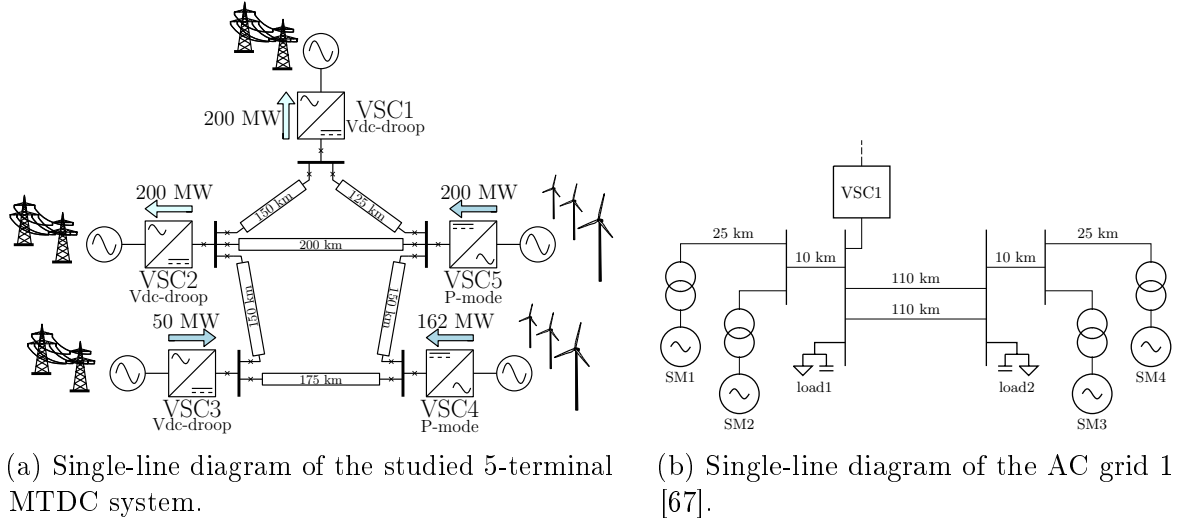 200 MW
VSC1
Vdc-droop
200 MW
150 km
125 km
200 MW
200 km
VSC2
Vdc-droop
VSC5
P-mode
150 km
150 km
50 MW
162 MW
175 km
VSC3
Vdc-droop
VSC4
P-mode
(a) Single-line diagram of the studied 5-terminal
MTDC system.
VSC1
25 km
25 km
10 km
10 km
110 km
110 km
SM1
load1
load2
SM4
SM2
SM3
(b) Single-line diagram of the AC grid 1
[67].